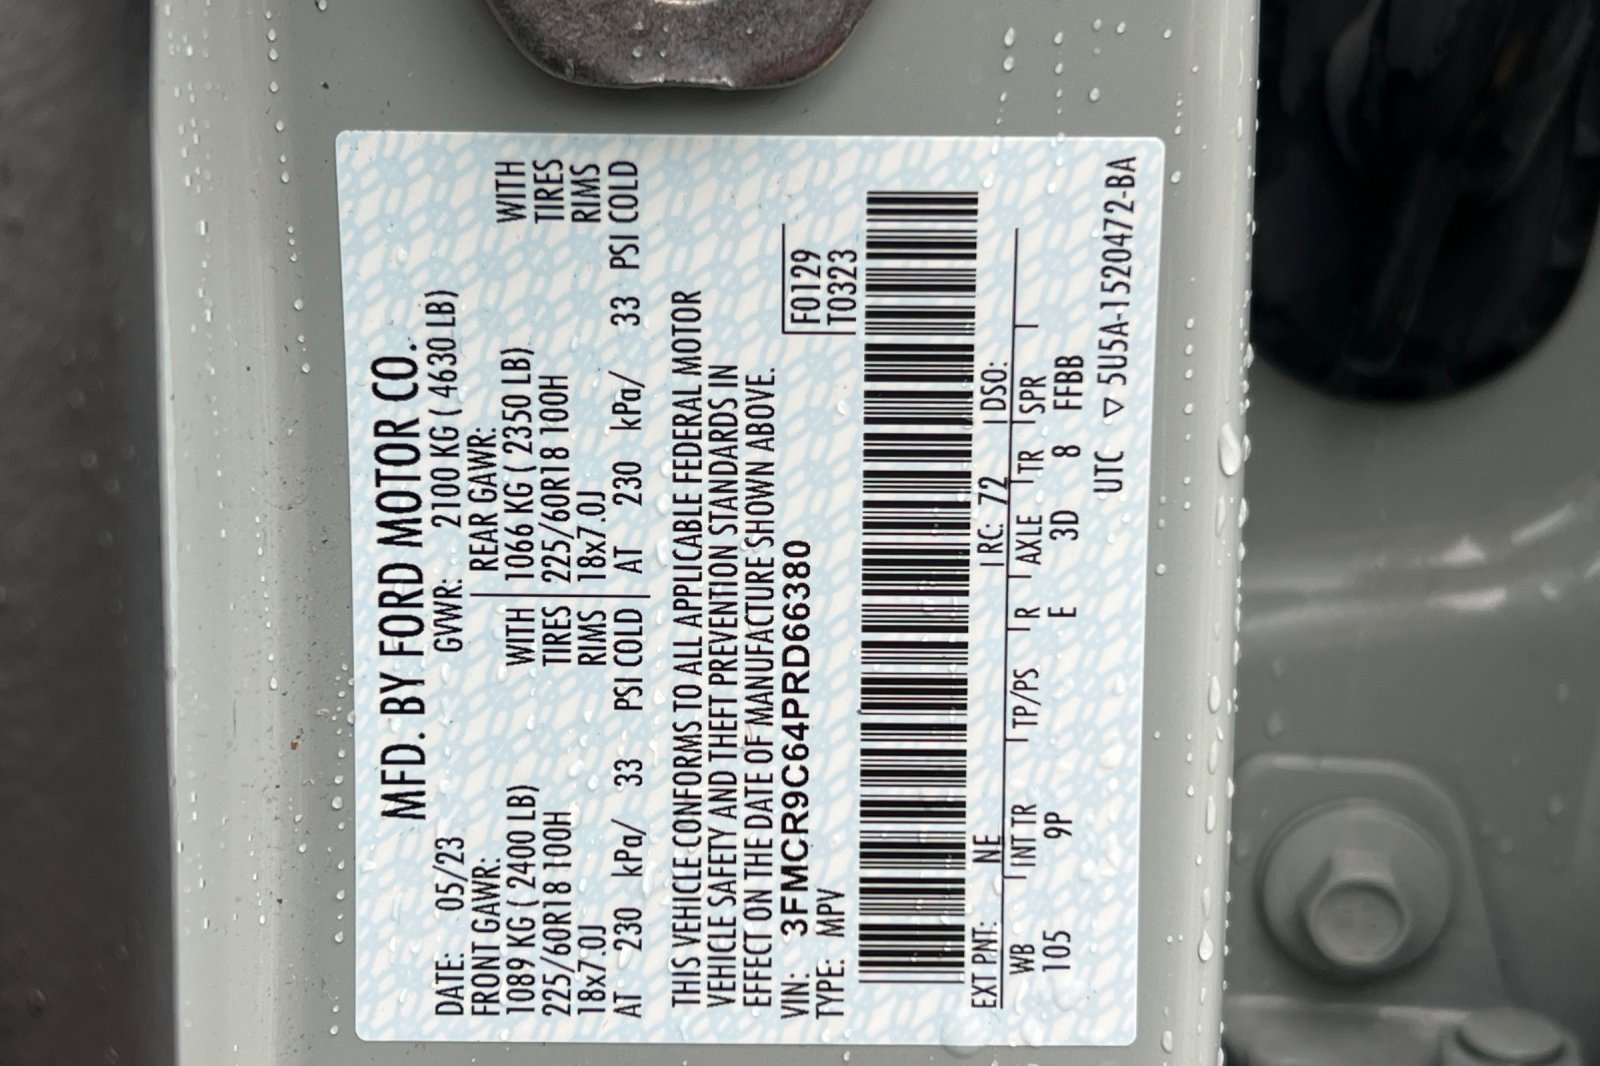 MFD. BY FORD MOTOR CO.
DATE: 05/23 GVWR: 2100 KG ( 4630 LB)
FRONT GAWR: REAR GAWR:
1089 KG ( 2400 LB) WITH 1066 KG ( 2350 LB) WITH
225/60R18 100H TIRES 225/60R18 100H TIRES
18x7.0J RIMS 18x7.0J RIMS
AT 230 kPa/ 33 PSI COLD AT 230 kPa/ 33 PSI COLD
THIS VEHICLE CONFORMS TO ALL APPLICABLE FEDERAL MOTOR
VEHICLE SAFETY AND THEFT PREVENTION STANDARDS IN
EFFECT ON THE DATE OF MANUFACTURE SHOWN ABOVE.
VIN: 3FMCR9C64PRD66380 F0129
TYPE: MPV T0323
EXT PNT: NE RC: 72 DSO:
WB INT TR TP/PS R AXLE TR SPR
105 9P E 3D 8 FFBB
UTC ▽ 5U5A-1520472-BA